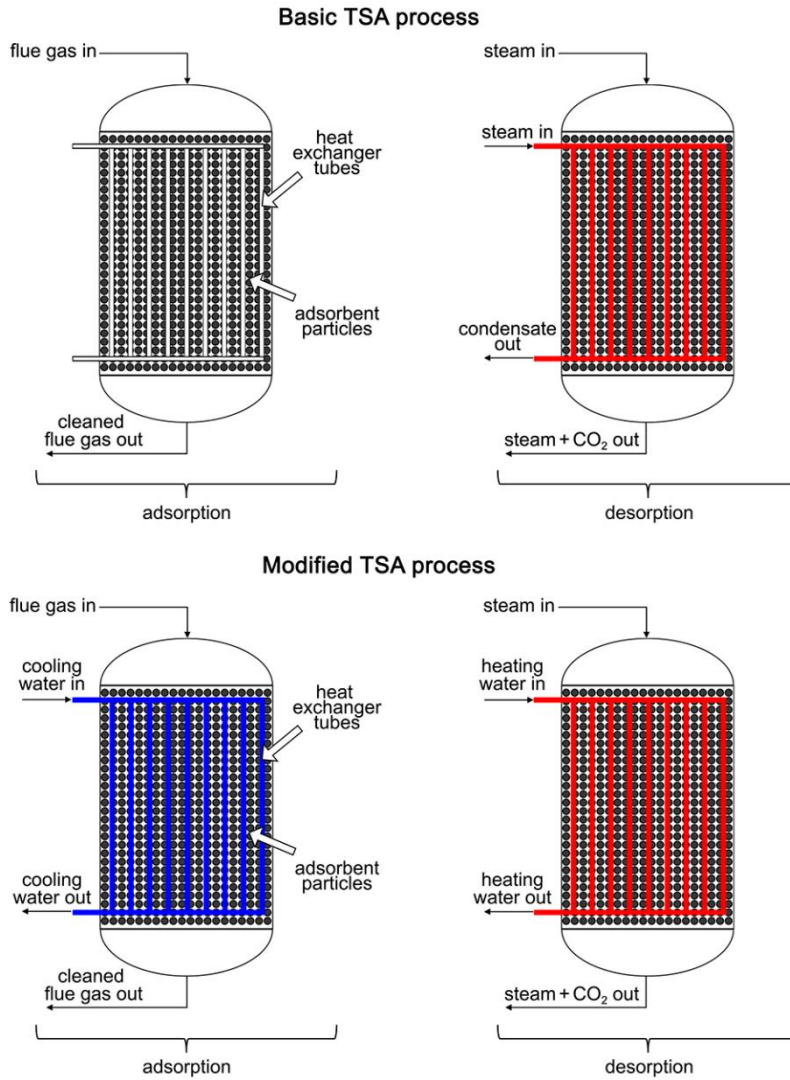 Basic TSA process
flue gas in
steam in
steam in
heat
exchanger
tubes
adsorbent
particles
condensate
out
cleaned
flue gas out
steam + CO₂ out
adsorption
desorption
Modified TSA process
flue gas in
steam in
cooling
water in
heat
exchanger
tubes
heating
water in
adsorbent
particles
cooling
water out
heating
water out
cleaned
flue gas out
steam + CO₂ out
adsorption
desorption